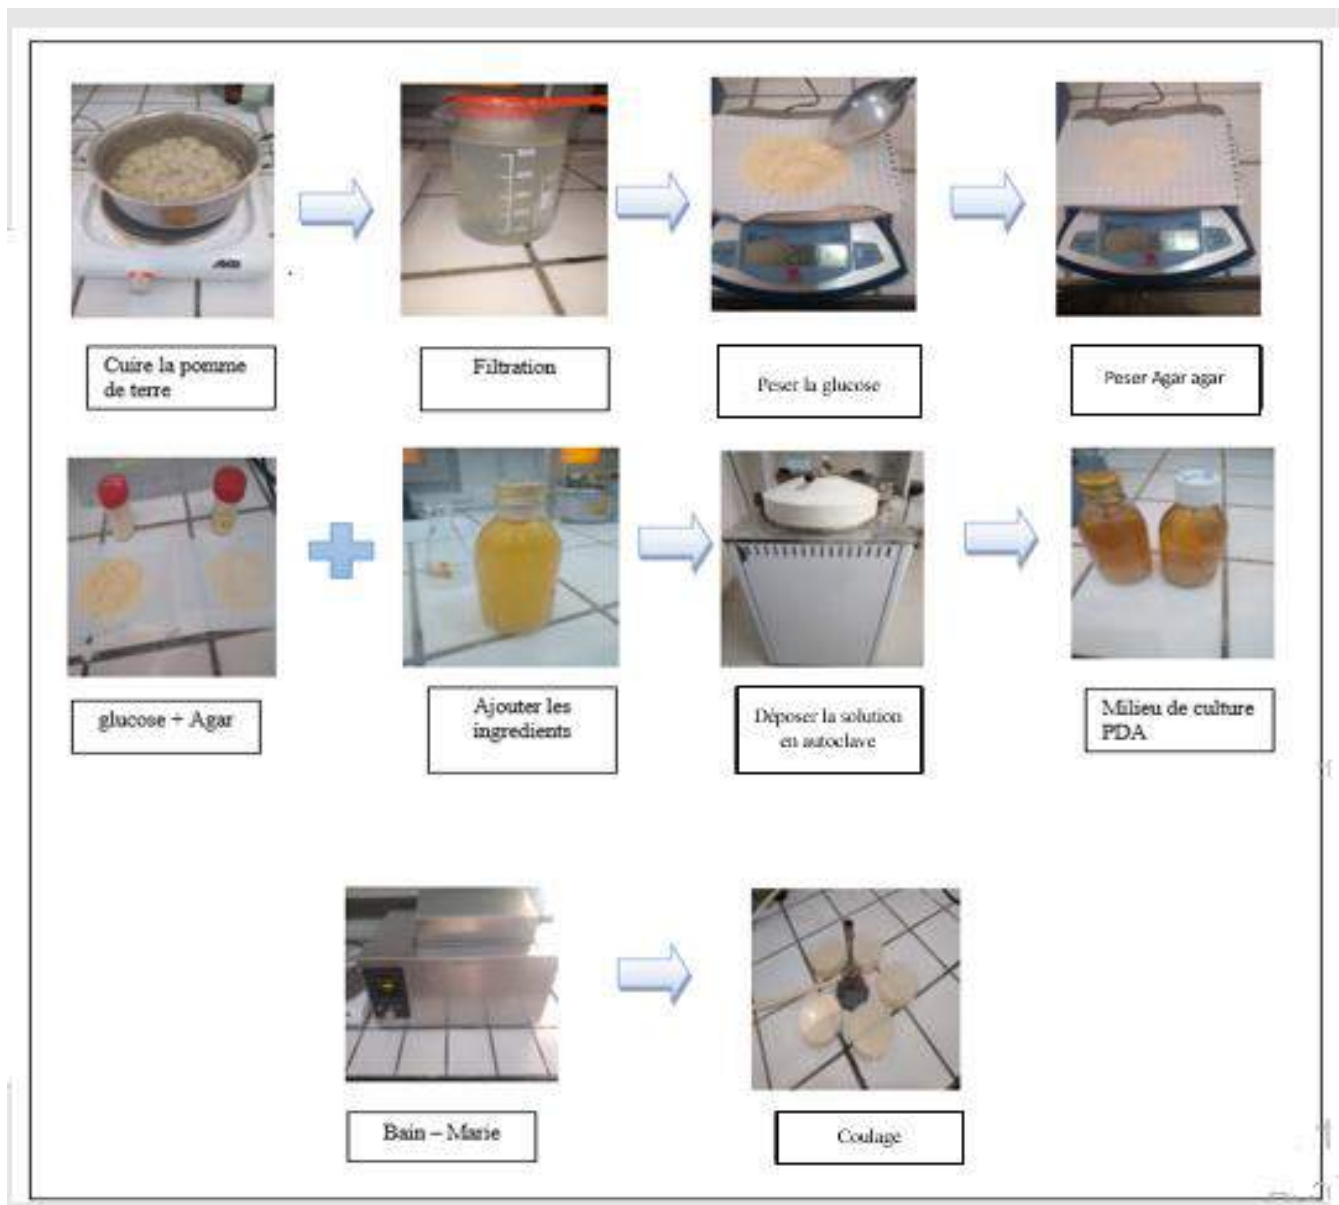 Cuire la pomme
de terre
Filtration
Peser la glucose
Peser Agar agar
glucose + Agar
Ajouter les
ingredients
Déposer la solution
en autoclave
Milieu de culture
PDA
Bain – Marie
Coulage